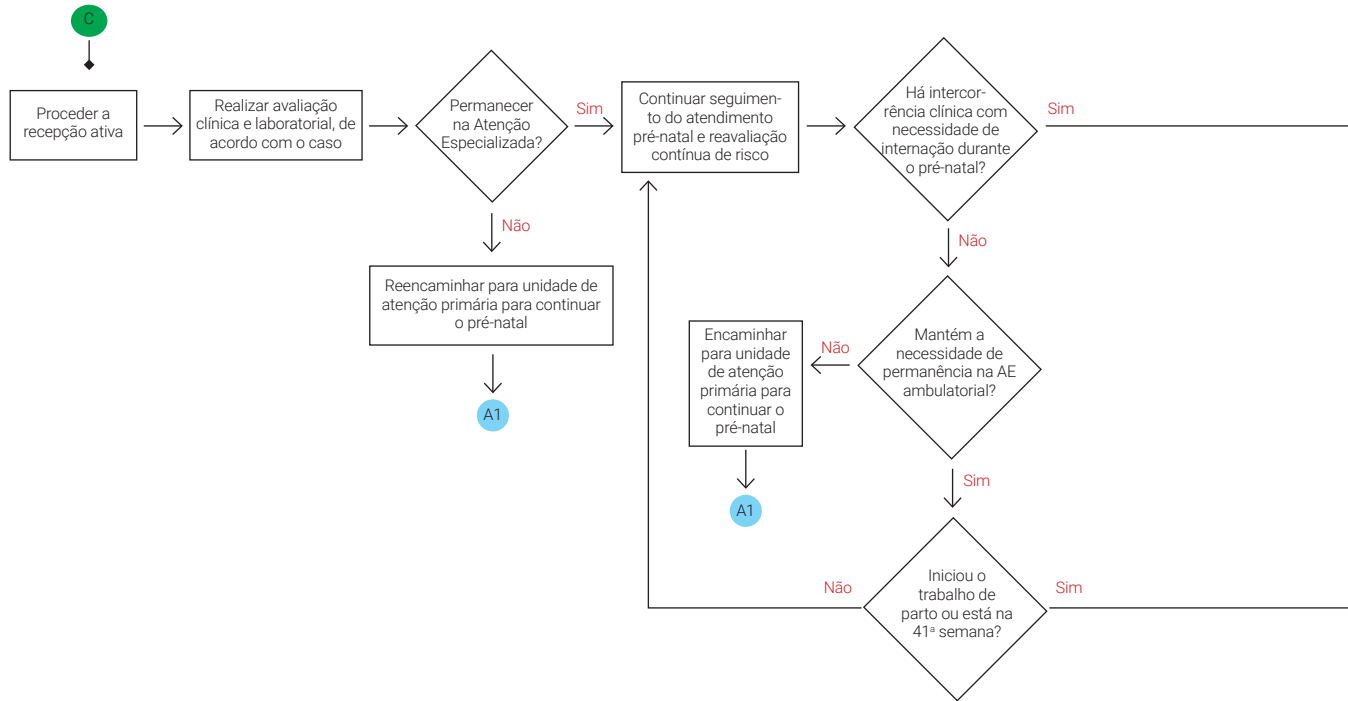 C
Proceder a
recepção ativa
Realizar avaliação
clínica e laboratorial, de
acordo com o caso
Permanecer
na Atenção
Especializada?
Sim
Continuar seguimen-
to do atendimento
pré-natal e reavaliação
contínua de risco
Há intercor-
rência clínica com
necessidade de
internação durante
o pré-natal?
Sim
Não
Reencaminhar para unidade de
atenção primária para continuar
o pré-natal
A1
Não
Mantém a
necessidade de
permanência na AE
ambulatorial?
Não
Encaminhar
para unidade
de atenção
primária para
continuar o
pré-natal
A1
Sim
Iniciou o
trabalho de
parto ou está na
41ª semana?
Não
Sim